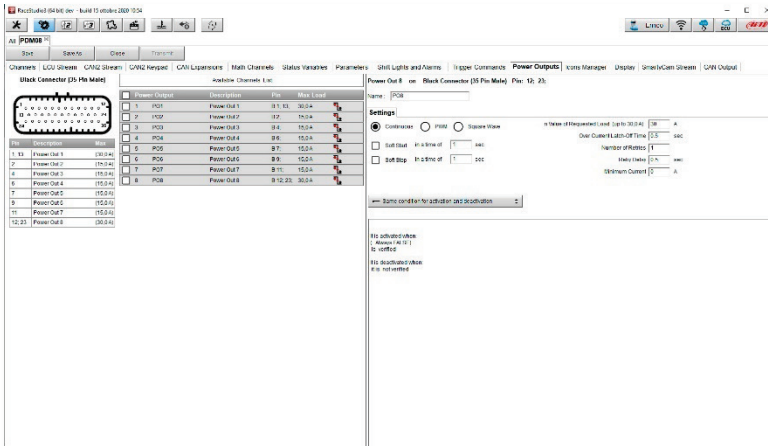 RaceStudio3 (64 bit) dev - build 15 ottobre 2020 10:54
Linteo
All PDM08
Save SaveAs Close Transmit
Channels ECU Stream CAN2 Stream CAN2 Keypad CAN Expansions Math Channels Status Variables Parameters Shift Lights and Alarms Trigger Commands Power Outputs Icons Manager Display SmartyCam Stream CAN Output
Black Connector (35 Pin Male)
Pin Description Max
1; 13 Power Out 1 (30,0 A)
2 Power Out 2 (15,0 A)
4 Power Out 3 (15,0 A)
6 Power Out 4 (15,0 A)
7 Power Out 5 (15,0 A)
9 Power Out 6 (15,0 A)
11 Power Out 7 (15,0 A)
12; 23 Power Out 8 (30,0 A)
Available Channels List
Power Output Description Pin Max Load
1 PO1 Power Out 1 B 1; 13; 30,0 A
2 PO2 Power Out 2 B 2; 15,0 A
3 PO3 Power Out 3 B 4; 15,0 A
4 PO4 Power Out 4 B 6; 15,0 A
5 PO5 Power Out 5 B 7; 15,0 A
6 PO6 Power Out 6 B 9; 15,0 A
7 PO7 Power Out 7 B 11; 15,0 A
8 PO8 Power Out 8 B 12; 23; 30,0 A
Power Out 8 on Black Connector (35 Pin Male) Pin: 12; 23;
Name : PO8
Settings
Continuous PWM Square Wave
Soft Start in a time of 1 sec
Soft Stop in a time of 1 sec
n Value of Requested Load (up to 30,0 A) 30 A
Over Current Latch-Off Time 0.5 sec
Number of Retries 1
Retry Delay 0.5 sec
Minimum Current 0 A
Same condition for activation and deactivation
It is activated when:
( Always FALSE )
is verified
It is deactivated when:
it is not verified